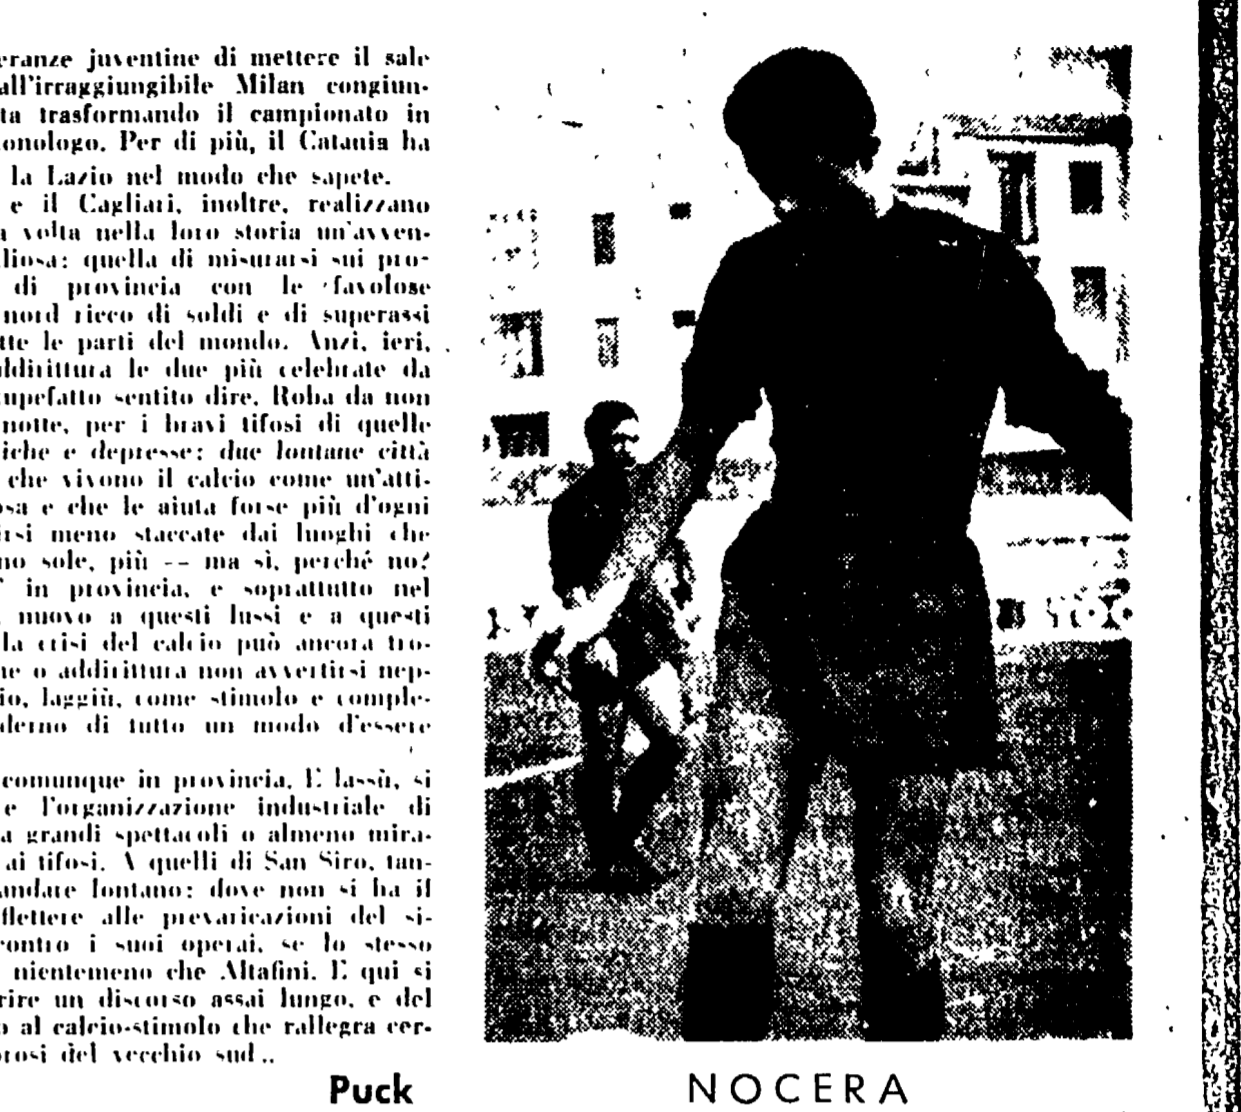 eranze juventine di mettere il sale
all'irraggiungibile Milan congiun-
ta trasformando il campionato in
onologo. Per di più, il Catania ha
la Lazio nel modo che sapete.
e il Cagliari, inoltre, realizzano
a volta nella loro storia un'avven-
liosa: quella di misurarsi sui pro-
di provincia con le favolose
nord ricco di soldi e di superassi
tte le parti del mondo. Anzi, ieri,
ddirittura le due più celebrate da
upefatto sentito dire. Roba da non
notte, per i bravi tifosi di quelle
iche e depresse: due lontane città
che vivono il calcio come un'atti-
osa e che le aiuta forse più d'ogni
irsi meno staccate dai luoghi che
no sole, più -- ma sì, perché no?
in provincia, e soprattutto nel
nuovo a questi lussi e a questi
la crisi del calcio può ancora tro-
ne o addirittura non avvertirsi nep-
io, laggiù, come stimolo e comple-
derno di tutto un modo d'essere
comunque in provincia. E lassù, si
e l'organizzazione industriale di
a grandi spettacoli o almeno mira-
ai tifosi. A quelli di San Siro, tan-
andare lontano: dove non si ha il
flettere alle prevaricazioni del si-
contro i suoi operai, se lo stesso
nientemeno che Altafini. E qui si
rire un discorso assai lungo, e del
o al calcio-stimolo che rallegra cer-
rosi del vecchio sud..
Puck
NOCERA